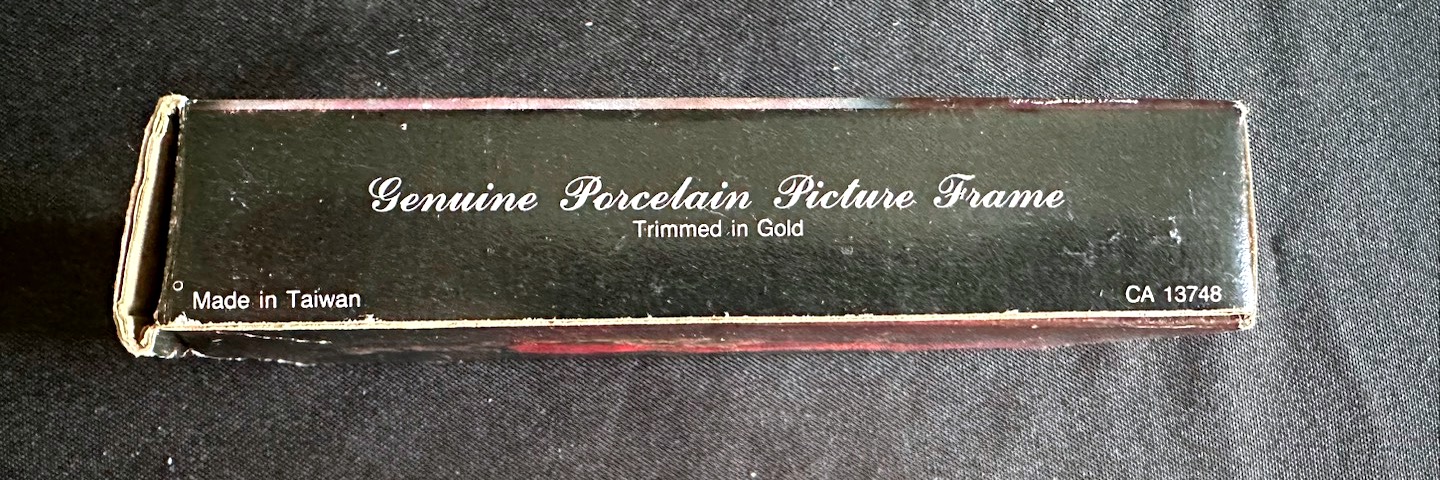 Genuine Porcelain Picture Frame
Trimmed in Gold
Made in Taiwan
CA 13748